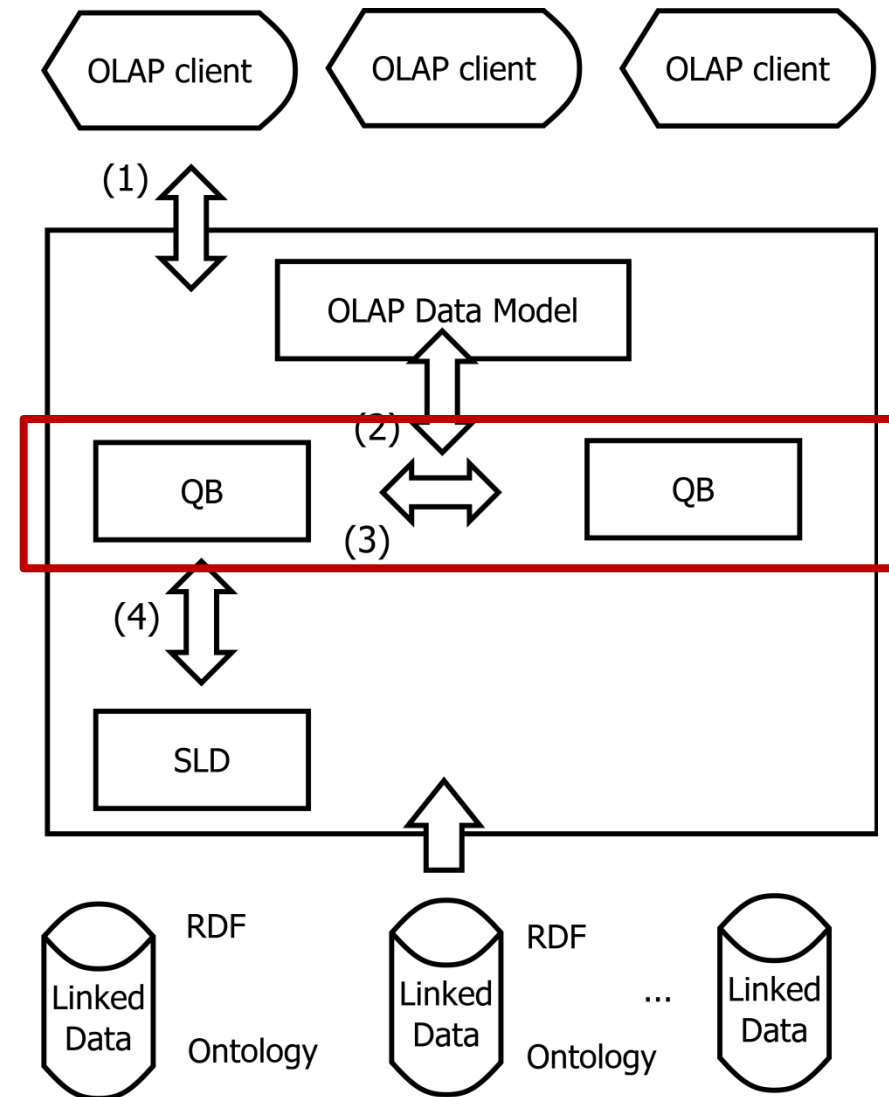 OLAP client
OLAP client
OLAP client
(1)
OLAP Data Model
(2)
QB
QB
(3)
(4)
SLD
RDF
RDF
Linked
Data
Linked
Data
...
Linked
Data
Ontology
Ontology